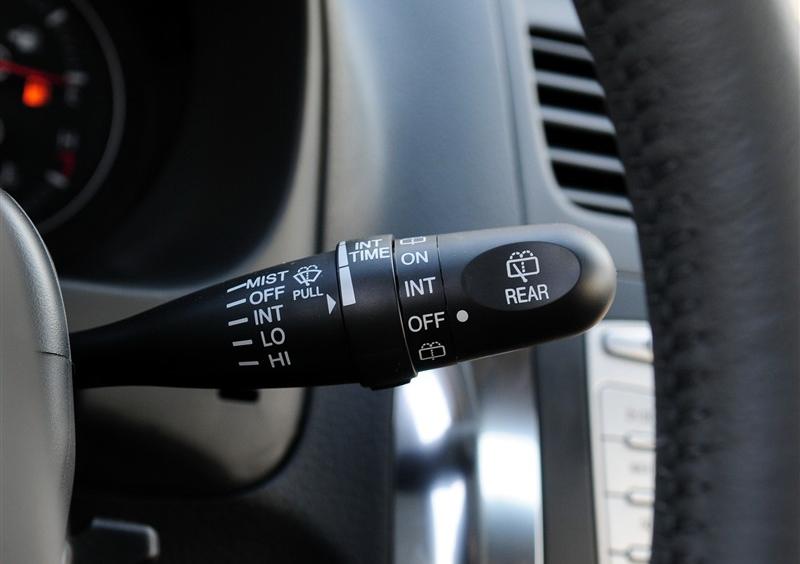 MIST
OFF
INT
LO
HI
PULL
INT
TIME
ON
INT
OFF
REAR